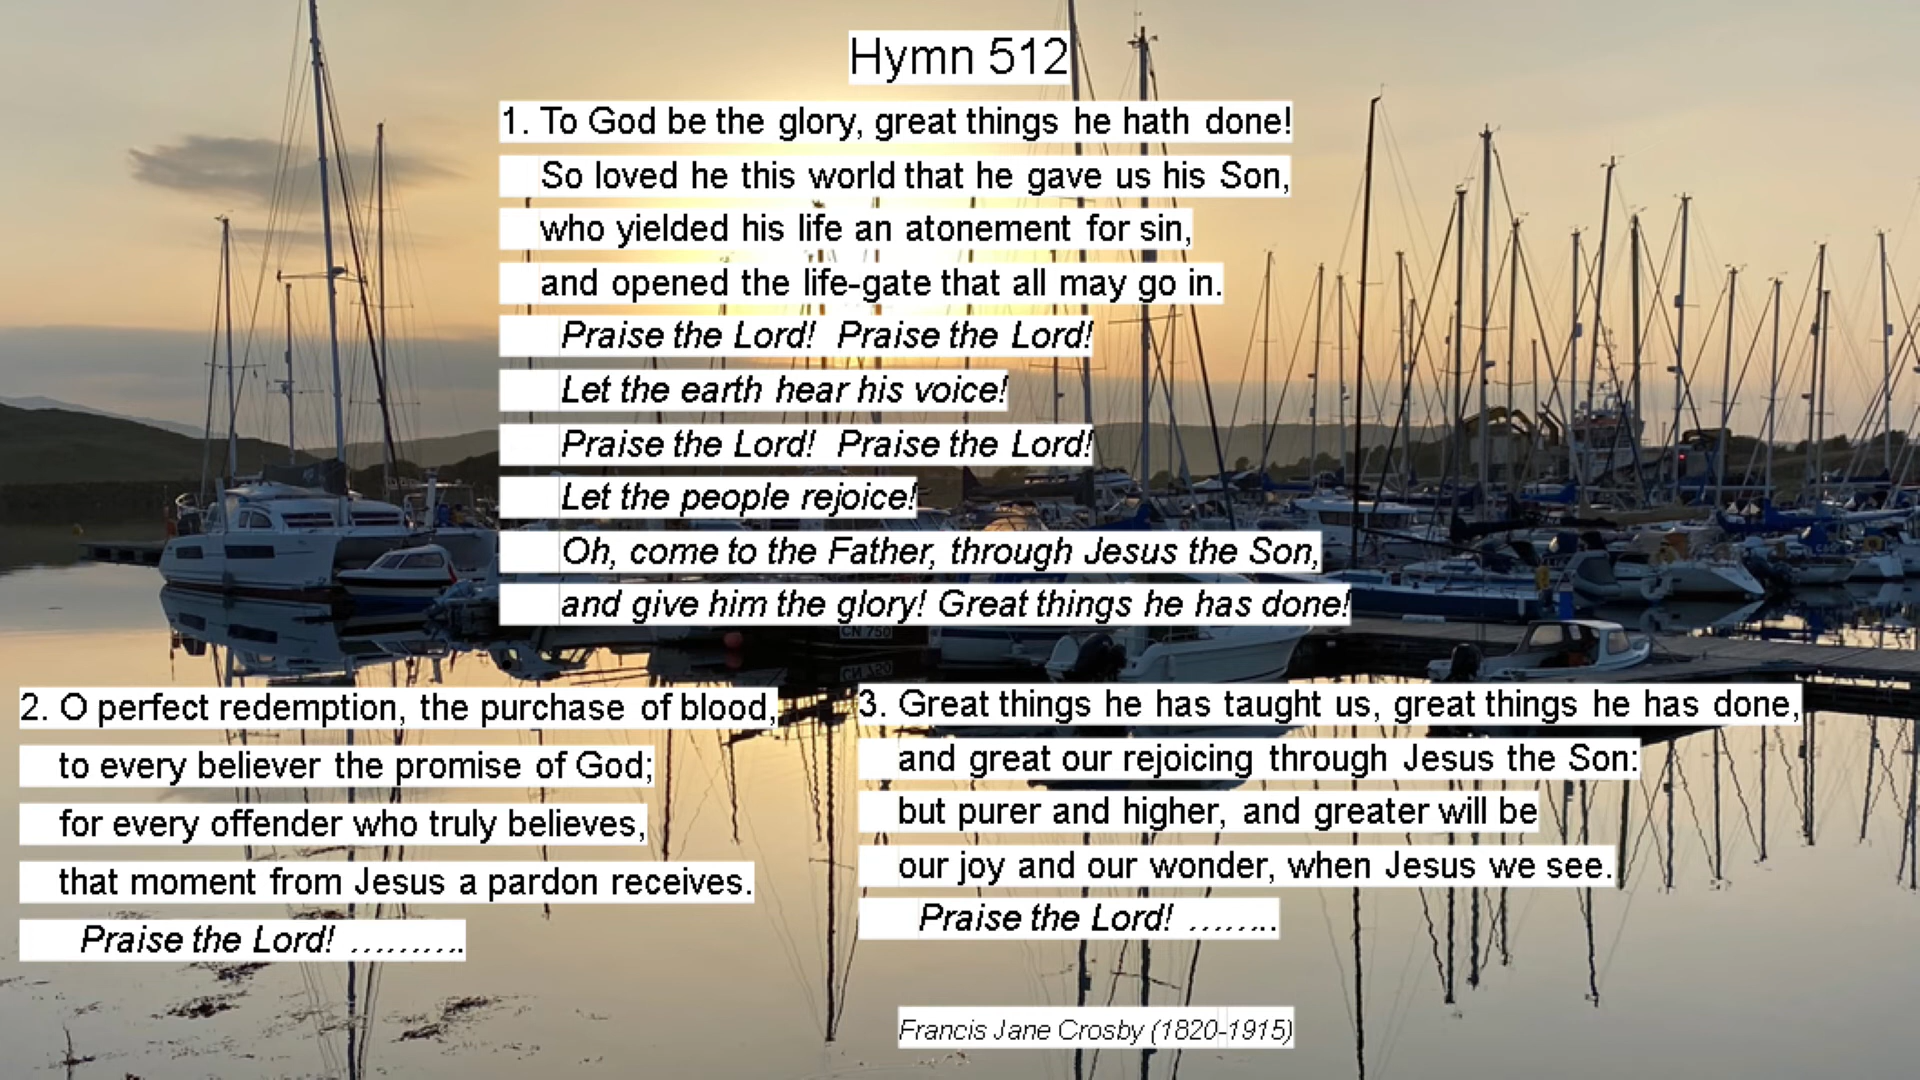 Hymn 512
1. To God be the glory, great things he hath done!
So loved he this world that he gave us his Son,
who yielded his life an atonement for sin,
and opened the life-gate that all may go in.
Praise the Lord!  Praise the Lord!
Let the earth hear his voice!
Praise the Lord!  Praise the Lord!
Let the people rejoice!
Oh, come to the Father, through Jesus the Son,
and give him the glory! Great things he has done!
CN 750
2. O perfect redemption, the purchase of blood,
to every believer the promise of God;
for every offender who truly believes,
that moment from Jesus a pardon receives.
Praise the Lord! ……...
3. Great things he has taught us, great things he has done,
and great our rejoicing through Jesus the Son:
but purer and higher, and greater will be
our joy and our wonder, when Jesus we see.
Praise the Lord! ……..
Francis Jane Crosby (1820-1915)